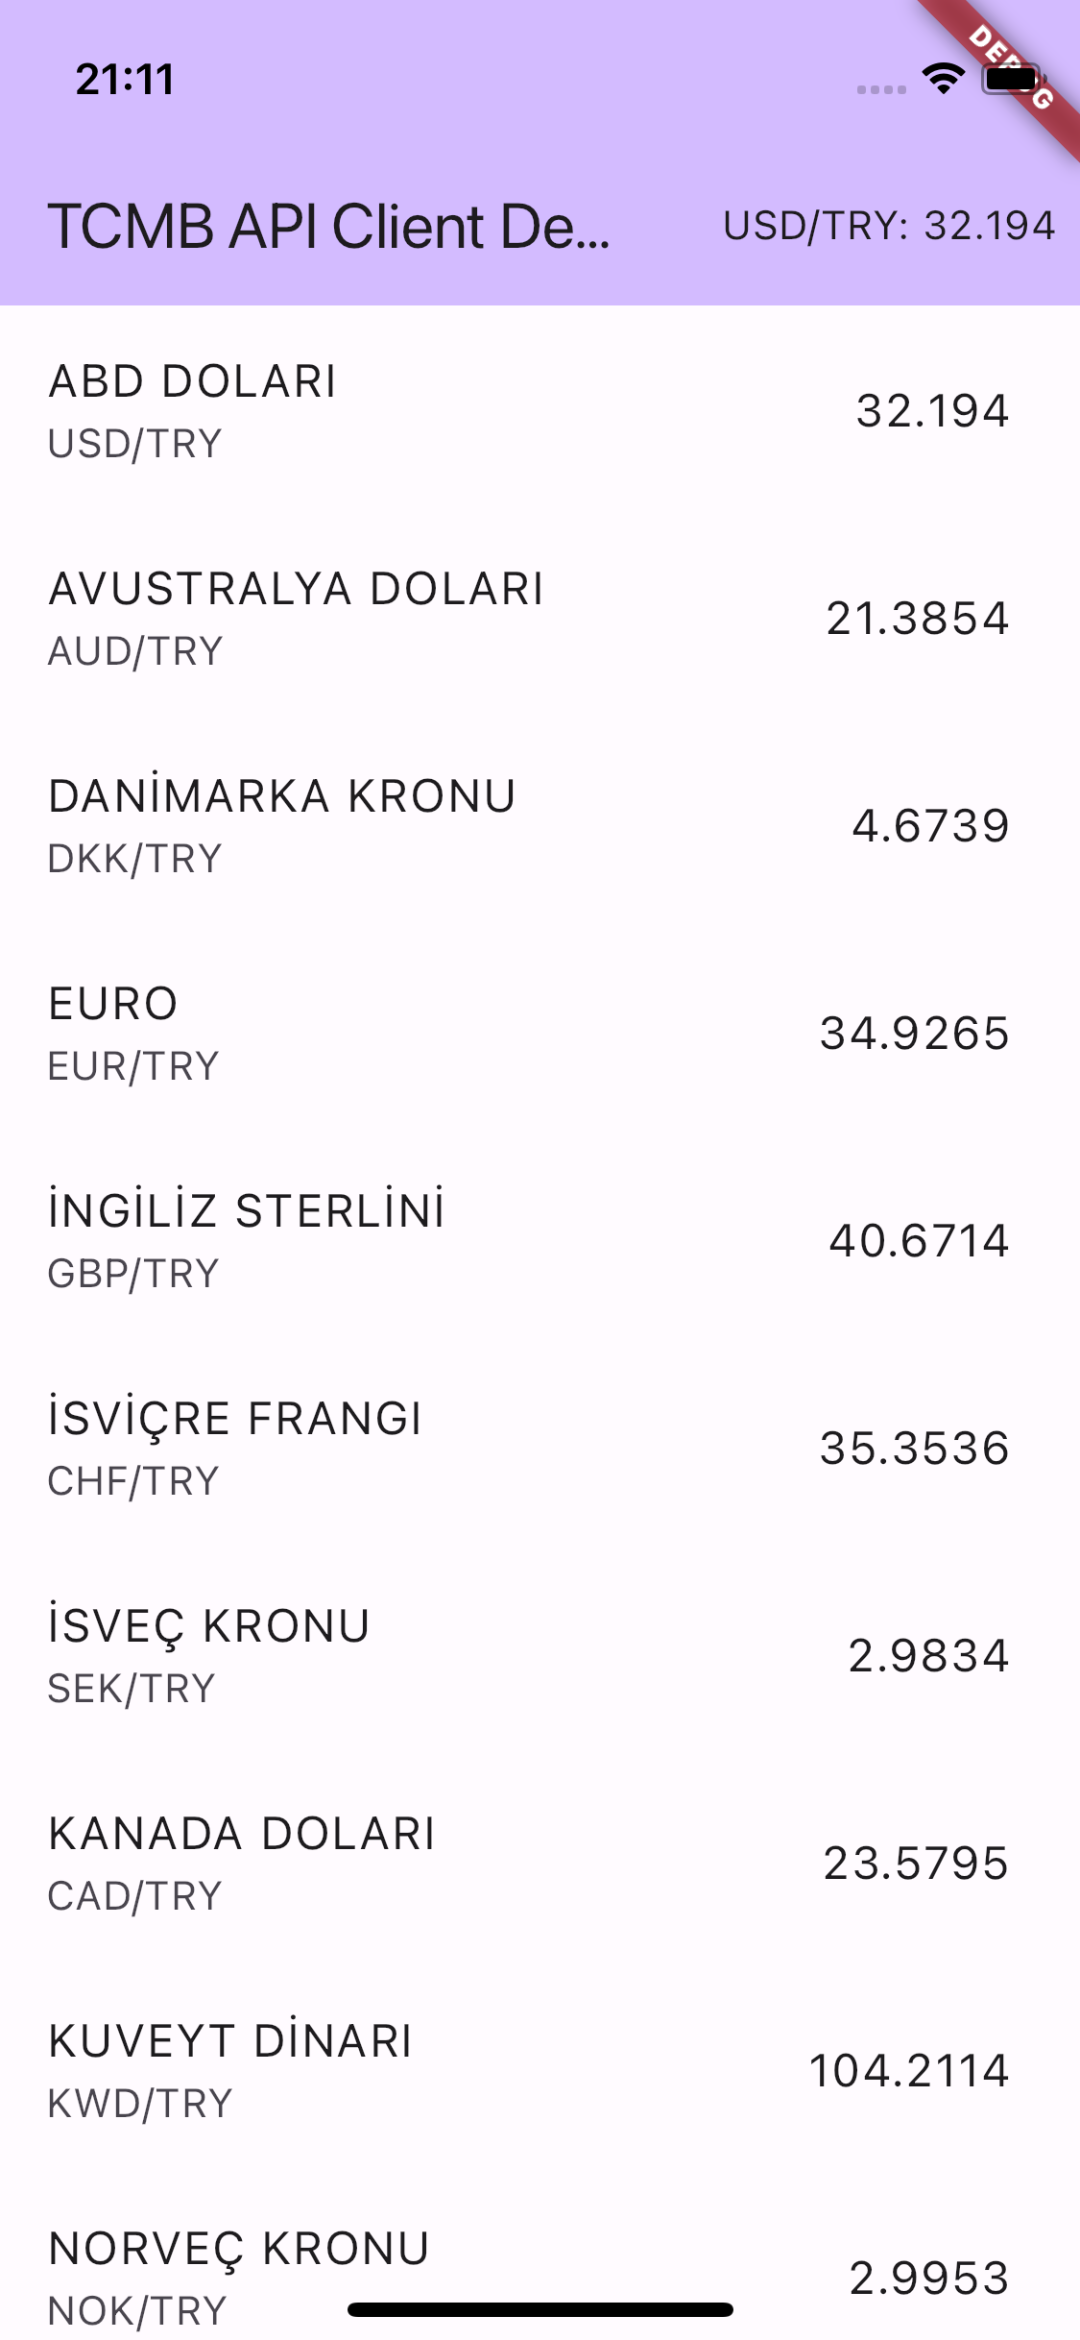 21:11
DEBUG
TCMB API Client De...
USD/TRY: 32.194
ABD DOLARI
32.194
USD/TRY
AVUSTRALYA DOLARI
21.3854
AUD/TRY
DANİMARKA KRONU
4.6739
DKK/TRY
EURO
34.9265
EUR/TRY
İNGİLİZ STERLİNİ
40.6714
GBP/TRY
İSVİÇRE FRANGI
35.3536
CHF/TRY
İSVEÇ KRONU
2.9834
SEK/TRY
KANADA DOLARI
23.5795
CAD/TRY
KUVEYT DİNARI
104.2114
KWD/TRY
NORVEÇ KRONU
2.9953
NOK/TRY